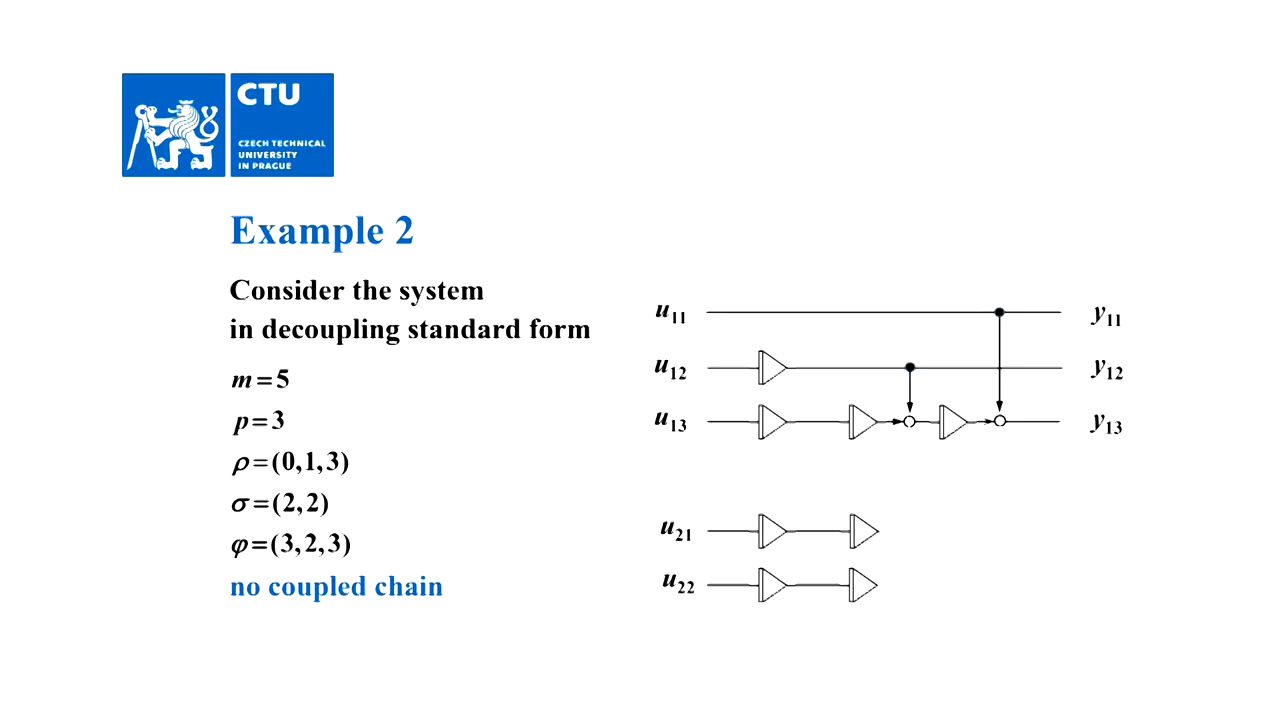 CTU
CZECH TECHNICAL
UNIVERSITY
IN PRAGUE
Example 2
Consider the system
in decoupling standard form
m=5
p=3
ρ=(0,1,3)
σ=(2,2)
φ=(3,2,3)
no coupled chain
u₁₁ y₁₁
u₁₂ y₁₂
u₁₃ y₁₃
u₂₁
u₂₂